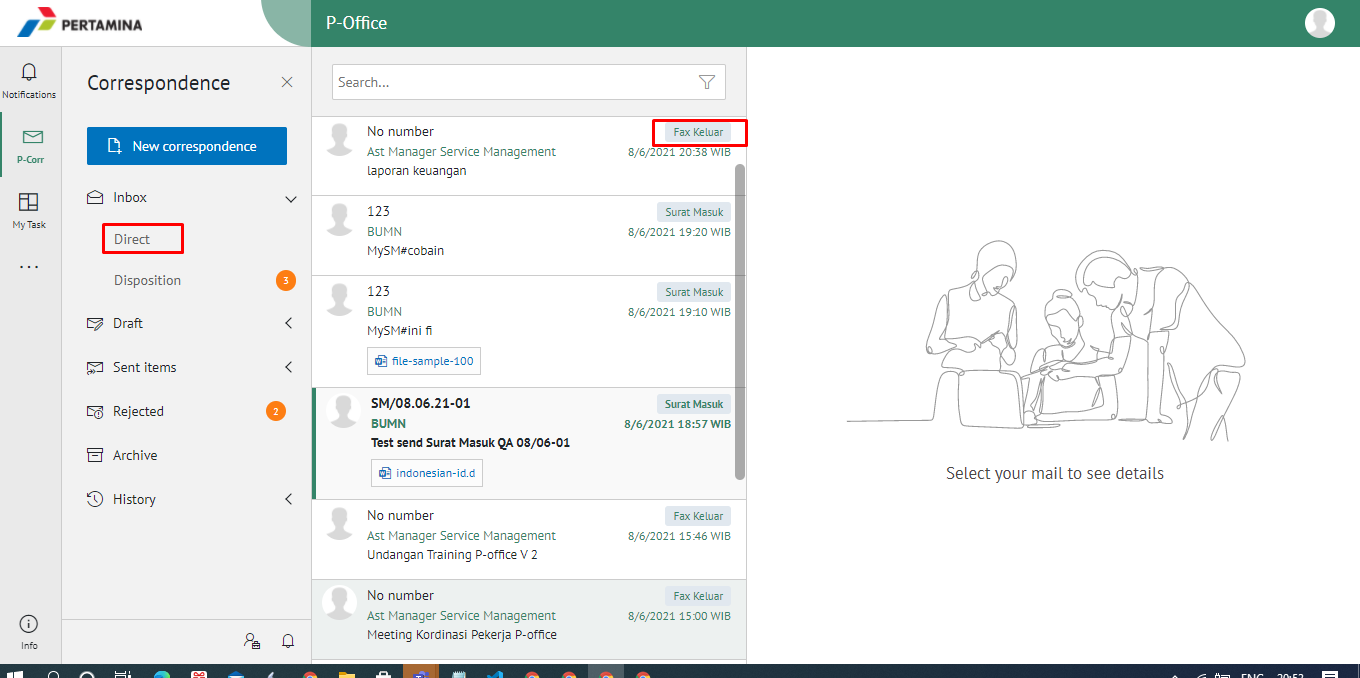 PERTAMINA
P-Office
Notifications
P-Corr
My Task
Info
Correspondence
New correspondence
Inbox
Direct
Disposition
3
Draft
Sent items
Rejected
2
Archive
History
Search...
No number
Fax Keluar
Ast Manager Service Management
8/6/2021 20:38 WIB
laporan keuangan
123
Surat Masuk
BUMN
8/6/2021 19:20 WIB
MySM#cobain
123
Surat Masuk
BUMN
8/6/2021 19:10 WIB
MySM#ini fi
file-sample-100
SM/08.06.21-01
Surat Masuk
BUMN
8/6/2021 18:57 WIB
Test send Surat Masuk QA 08/06-01
indonesian-id.d
No number
Fax Keluar
Ast Manager Service Management
8/6/2021 15:46 WIB
Undangan Training P-office V 2
No number
Fax Keluar
Ast Manager Service Management
8/6/2021 15:00 WIB
Meeting Kordinasi Pekerja P-office
Select your mail to see details
ENG
20:52